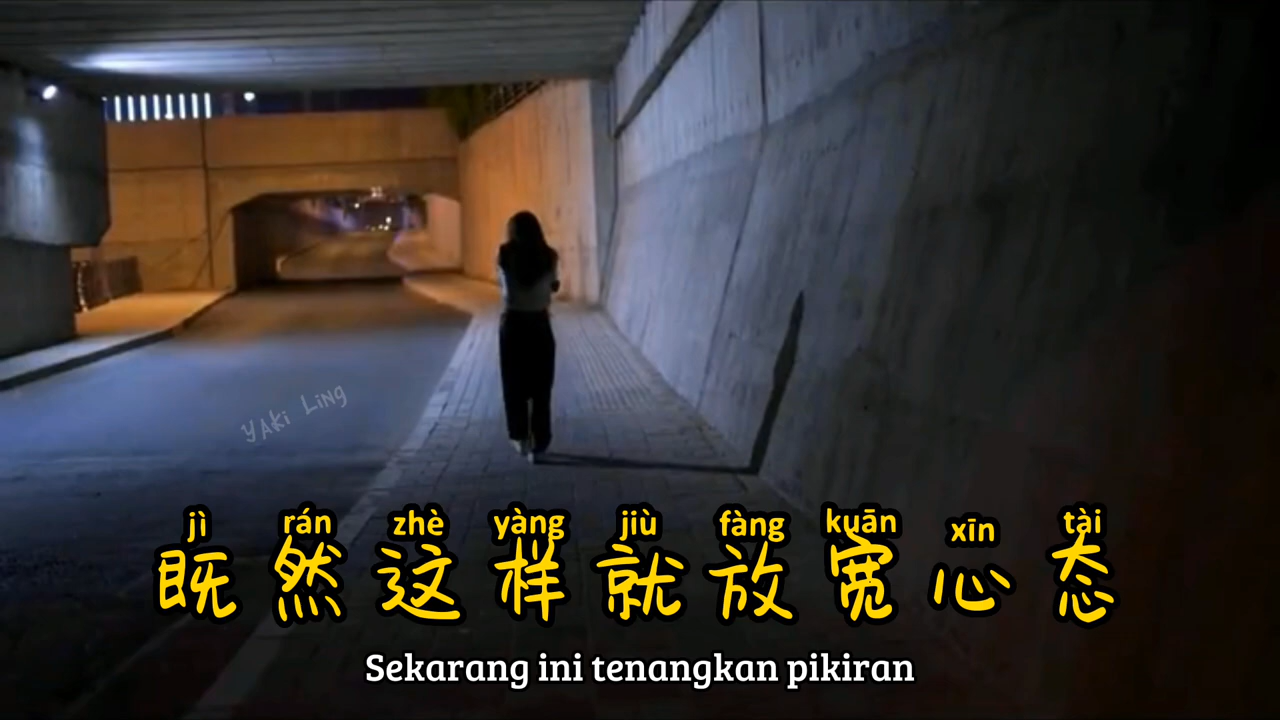 YAKi LiNg
jì rán zhè yàng jiù fàng kuān xīn tài
既然这样就放宽心态
Sekarang ini tenangkan pikiran